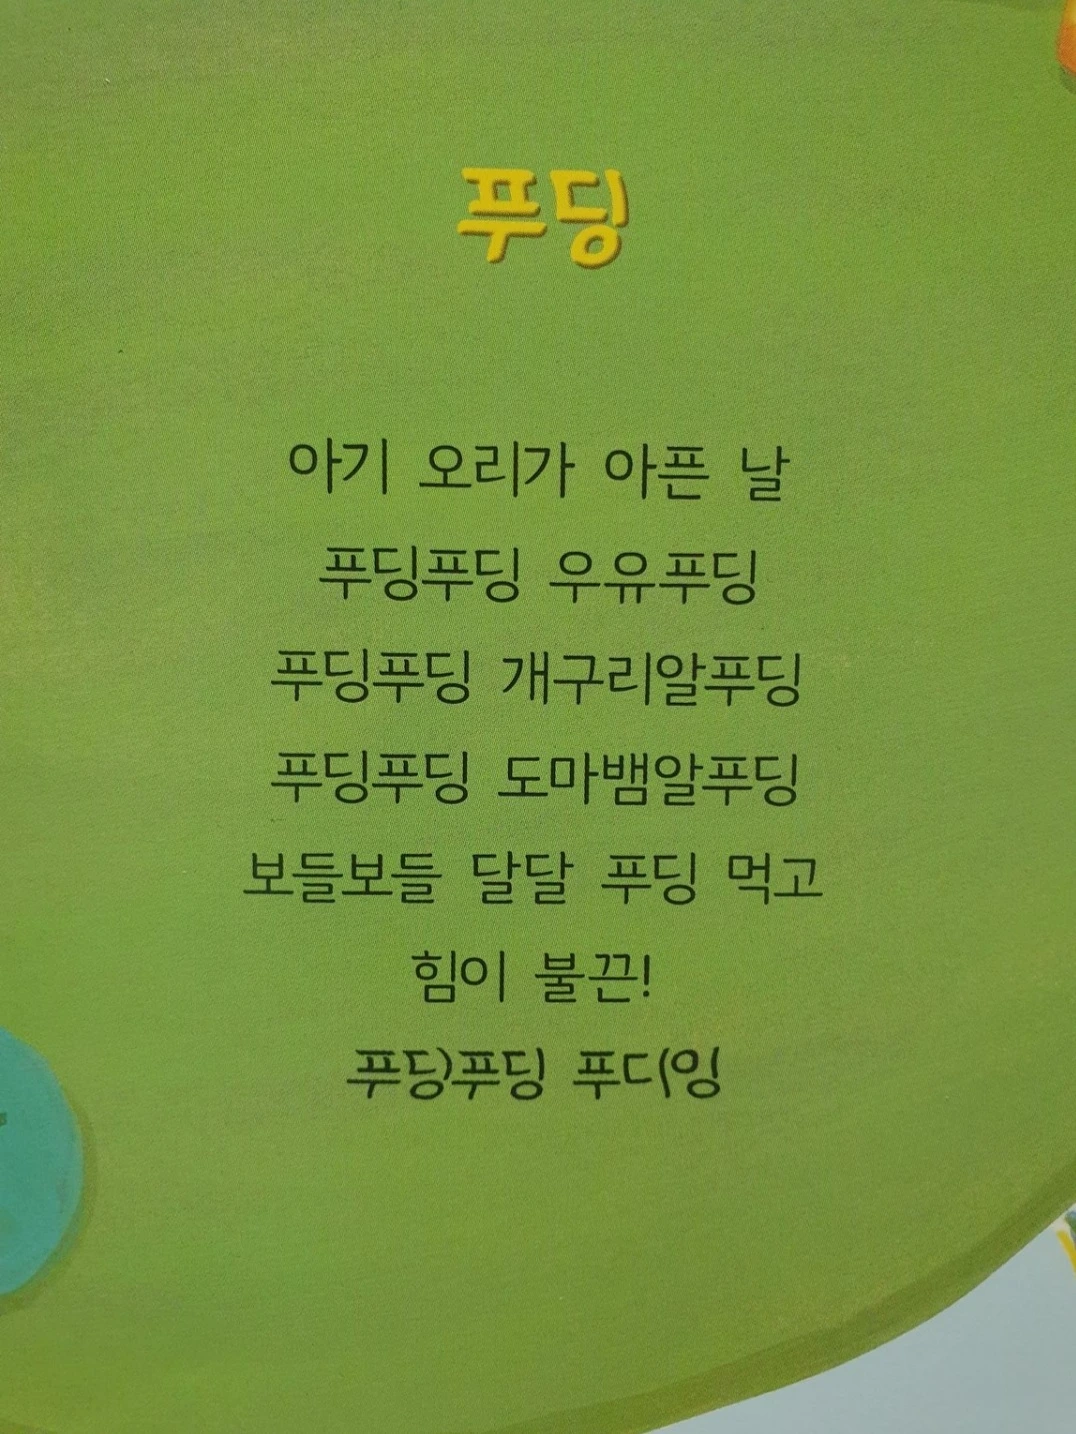 푸딩
아기 오리가 아픈 날
푸딩푸딩 우유푸딩
푸딩푸딩 개구리알푸딩
푸딩푸딩 도마뱀알푸딩
보들보들 달달 푸딩 먹고
힘이 불끈!
푸딩)푸딩 푸디(잉